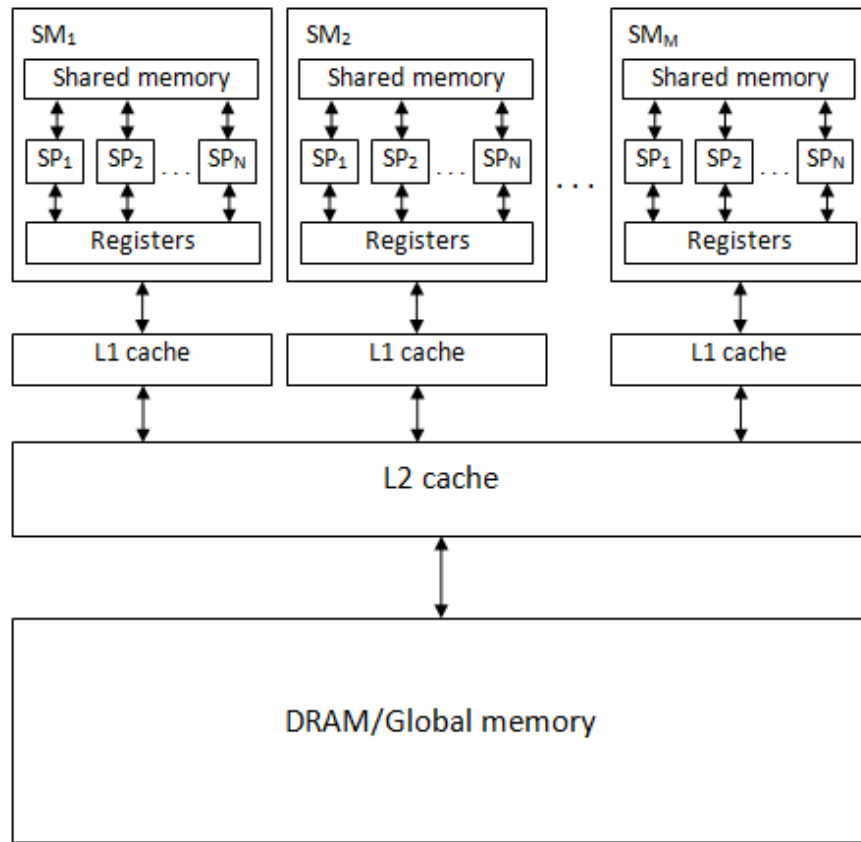 SM₁ SM₂ SMM
Shared memory Shared memory Shared memory
SP₁ SP₂ . . . SPN SP₁ SP₂ . . . SPN SP₁ SP₂ . . . SPN
. . .
Registers Registers Registers
L1 cache L1 cache L1 cache
L2 cache
DRAM/Global memory